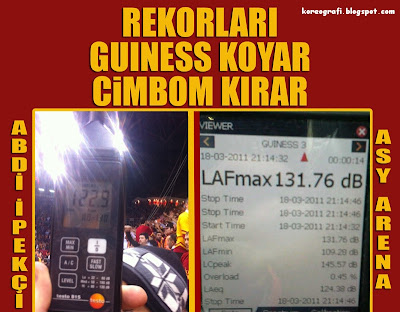 koreografi.blogspot.com
REKORLARI
GUINESS KOYAR
CiMBOM KIRAR
ABDİ İPEKÇİ
122.9
MAX MIN
A/C
FAST SLOW
LEVEL
testo 815
testo
VIEWER
GUINESS 3
18-03-2011 21:14:32 00:00:14
LAFmax 131.76 dB
Stop Time 18-03-2011 21:14:46
Stop Time 18-03-2011 21:14:46
Start Time 18-03-2011 21:14:32
LAFmax 131.76 dB
LAFmin 109.28 dB
LCpeak 145.57 dB
Overload 0.45 %
LAeq 124.38 dB
Stop Time 18-03-2011 21:14:46
ASY ARENA